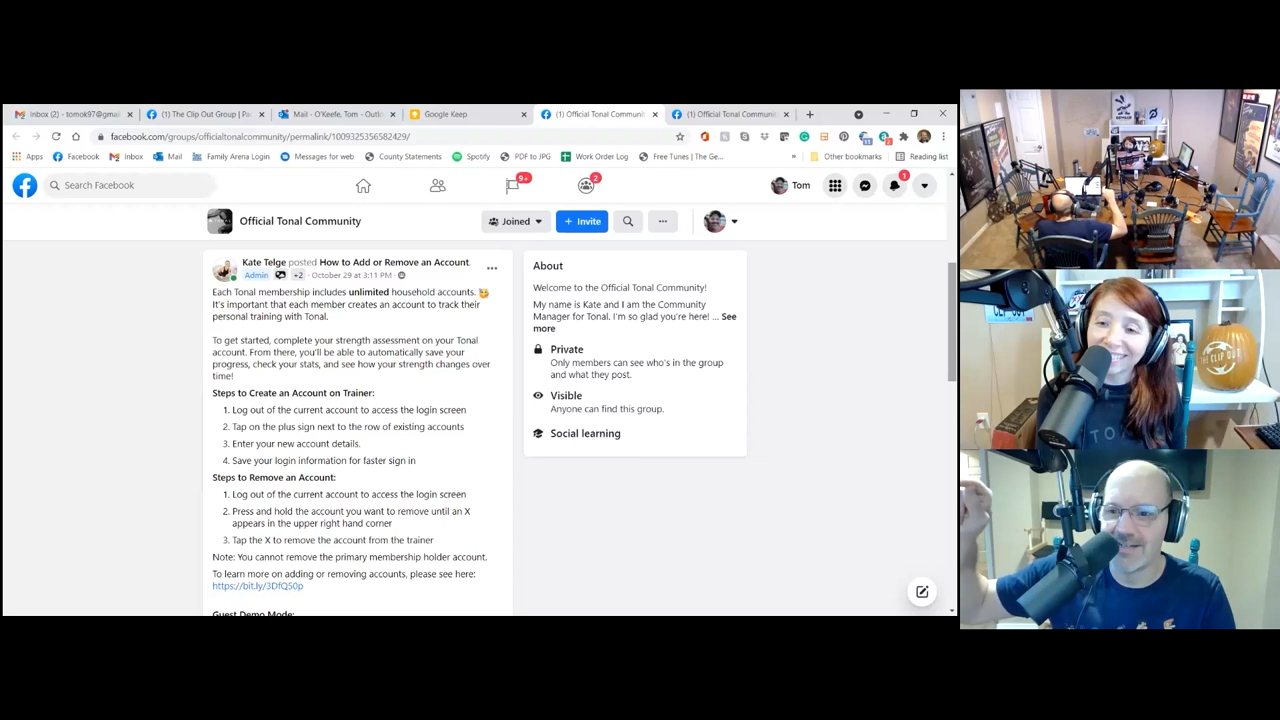 Inbox (2) - tomok97@gmai
(1) The Clip Out Group | Pa
Mail - O'Keefe, Tom - Outlo
Google Keep
(1) Official Tonal Communit
(1) Official Tonal Communit
facebook.com/groups/officialtonalcommunity/permalink/1009325356582429/
Apps
Facebook
Inbox
Mail
Family Arena Login
Messages for web
County Statements
Spotify
PDF to JPG
Work Order Log
Free Tunes | The Ge...
»
Other bookmarks
Reading list
Search Facebook
9+
2
Tom
1
Official Tonal Community
Joined
+ Invite
Kate Telge posted How to Add or Remove an Account.
Admin
+2 · October 29 at 3:11 PM ·
Each Tonal membership includes unlimited household accounts.
It's important that each member creates an account to track their
personal training with Tonal.
To get started, complete your strength assessment on your Tonal
account. From there, you'll be able to automatically save your
progress, check your stats, and see how your strength changes over
time!
Steps to Create an Account on Trainer:
1. Log out of the current account to access the login screen
2. Tap on the plus sign next to the row of existing accounts
3. Enter your new account details.
4. Save your login information for faster sign in
Steps to Remove an Account:
1. Log out of the current account to access the login screen
2. Press and hold the account you want to remove until an X
appears in the upper right hand corner
3. Tap the X to remove the account from the trainer
Note: You cannot remove the primary membership holder account.
To learn more on adding or removing accounts, please see here:
https://bit.ly/3DfQ50p
Guest Demo Mode:
About
Welcome to the Official Tonal Community!
My name is Kate and I am the Community
Manager for Tonal. I'm so glad you're here! ... See
more
Private
Only members can see who's in the group
and what they post.
Visible
Anyone can find this group.
Social learning
THE CLIP OUT
TON